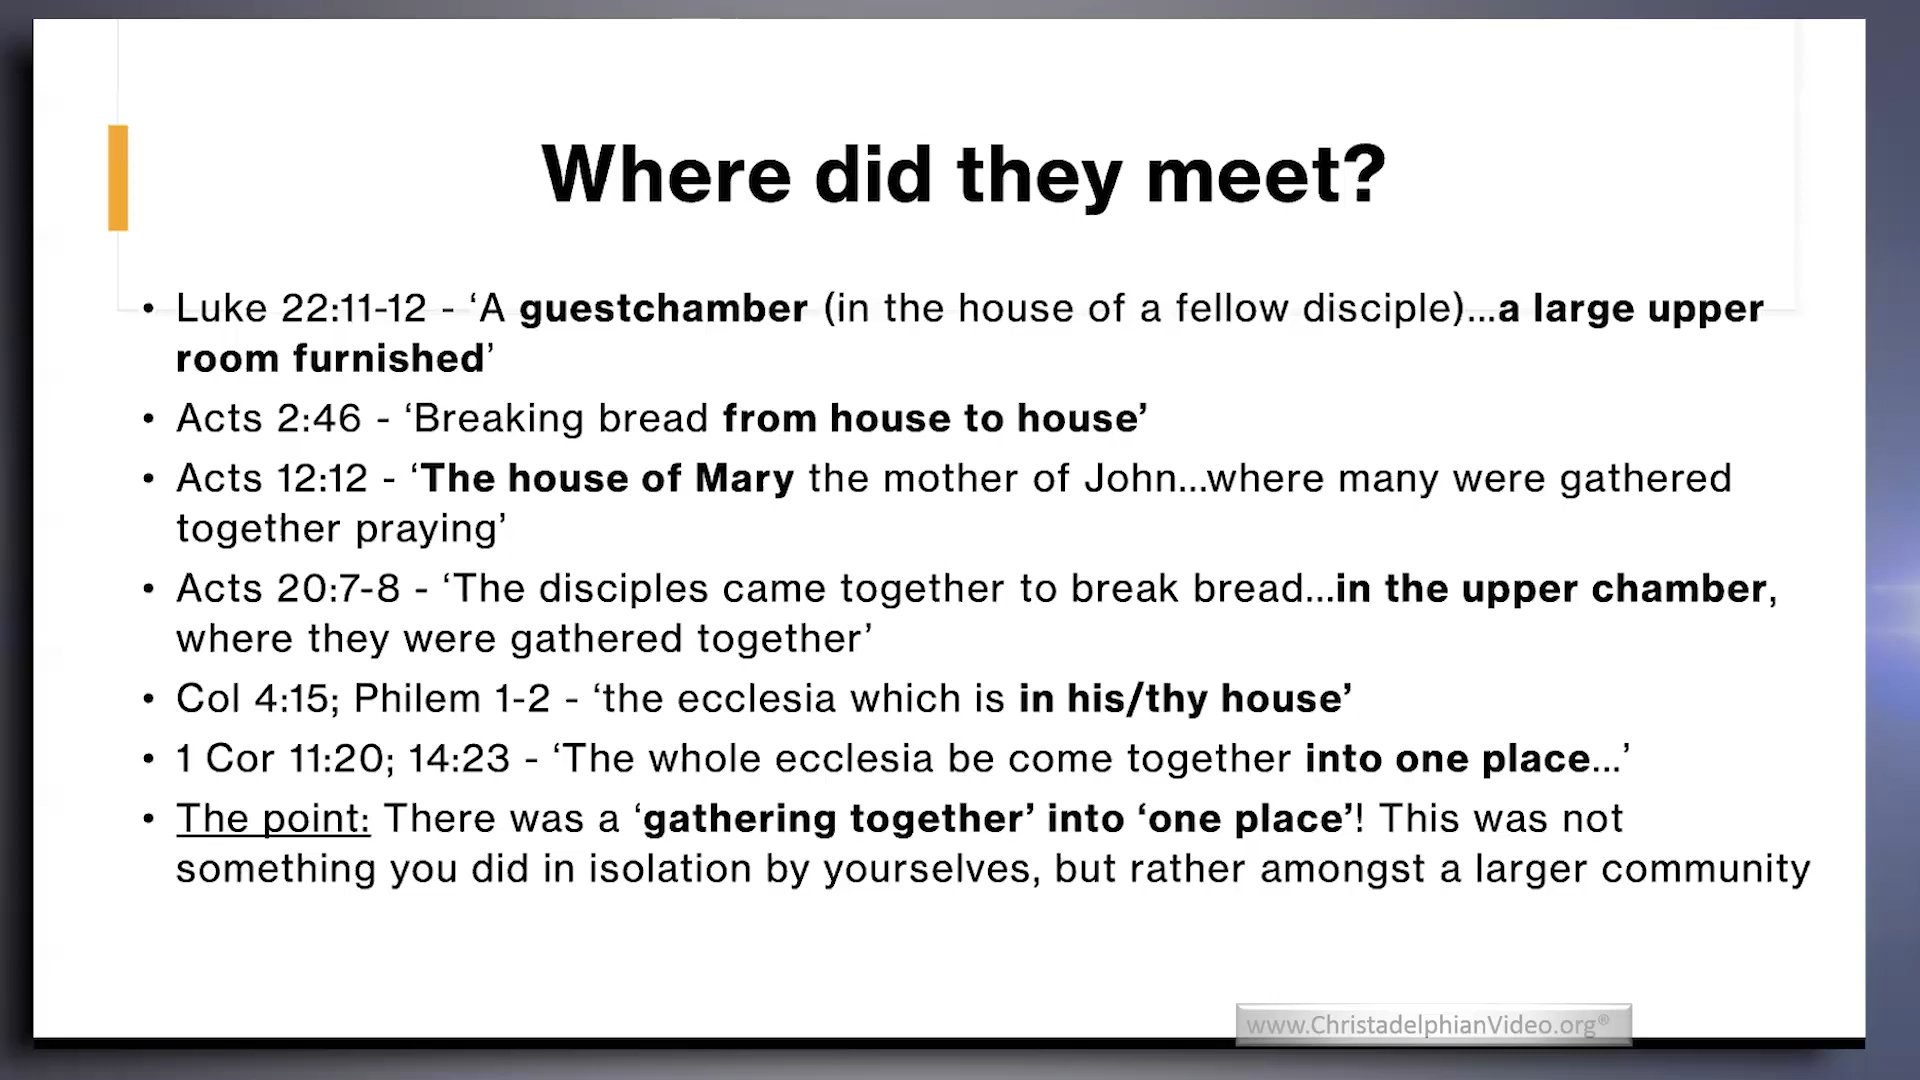 Where did they meet?
• Luke 22:11-12 - ‘A guestchamber (in the house of a fellow disciple)...a large upper
room furnished’
• Acts 2:46 - ‘Breaking bread from house to house’
• Acts 12:12 - ‘The house of Mary the mother of John...where many were gathered
together praying’
• Acts 20:7-8 - ‘The disciples came together to break bread...in the upper chamber,
where they were gathered together’
• Col 4:15; Philem 1-2 - ‘the ecclesia which is in his/thy house’
• 1 Cor 11:20; 14:23 - ‘The whole ecclesia be come together into one place...’
• The point: There was a ‘gathering together’ into ‘one place’! This was not
something you did in isolation by yourselves, but rather amongst a larger community
www.ChristadelphianVideo.org®